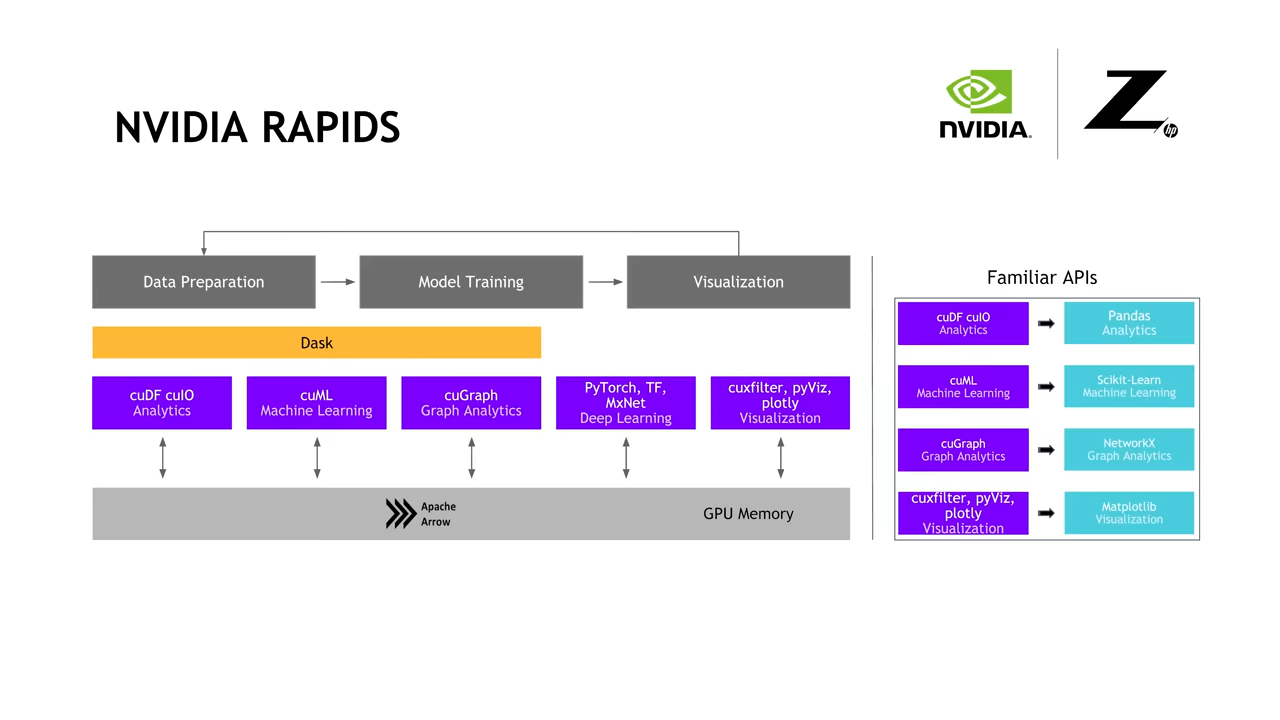 NVIDIA RAPIDS
NVIDIA.
Z
hp
Data Preparation
Model Training
Visualization
Dask
cuDF cuIO
Analytics
cuML
Machine Learning
cuGraph
Graph Analytics
PyTorch, TF,
MxNet
Deep Learning
cuxfilter, pyViz,
plotly
Visualization
Apache
Arrow
GPU Memory
Familiar APIs
cuDF cuIO
Analytics
Pandas
Analytics
cuML
Machine Learning
Scikit-Learn
Machine Learning
cuGraph
Graph Analytics
NetworkX
Graph Analytics
cuxfilter, pyViz,
plotly
Visualization
Matplotlib
Visualization